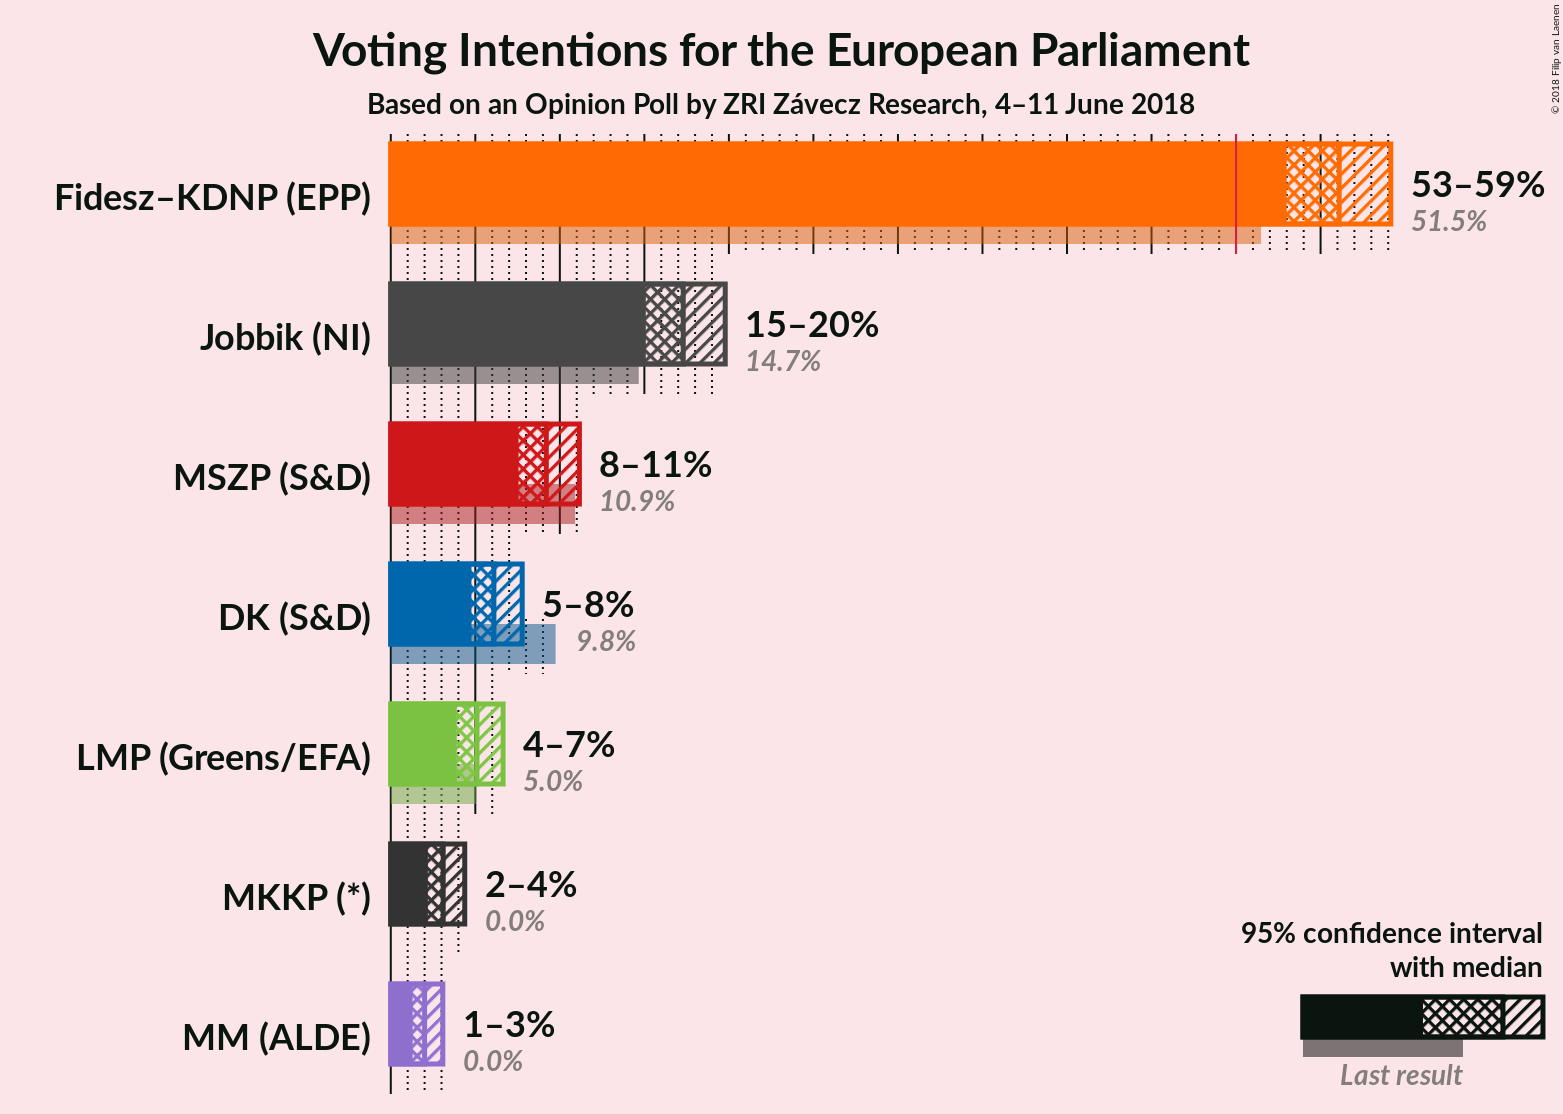 Voting Intentions for the European Parliament
Based on an Opinion Poll by ZRI Závecz Research, 4–11 June 2018
© 2018 Filip van Laenen
Fidesz–KDNP (EPP)
53–59%
51.5%
Jobbik (NI)
15–20%
14.7%
MSZP (S&D)
8–11%
10.9%
DK (S&D)
5–8%
9.8%
LMP (Greens/EFA)
4–7%
5.0%
MKKP (*)
2–4%
0.0%
MM (ALDE)
1–3%
0.0%
95% confidence interval
with median
Last result